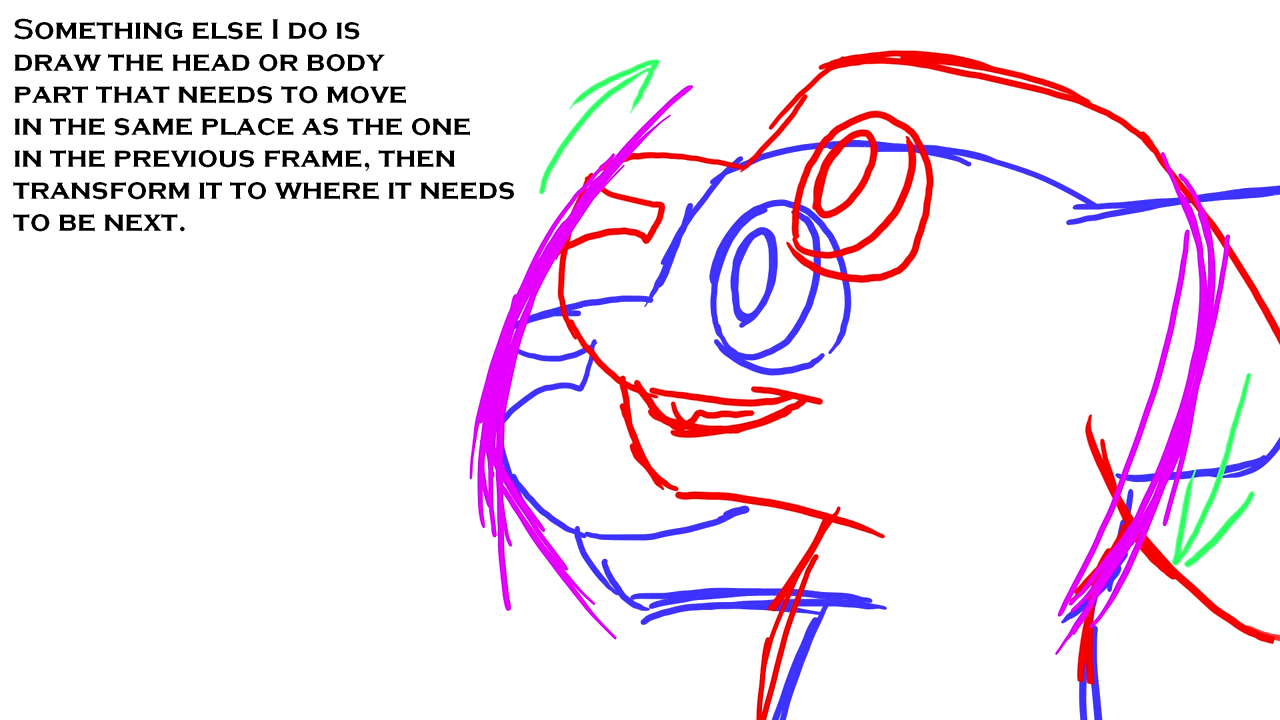 Something else I do is
draw the head or body
part that needs to move
in the same place as the one
in the previous frame, then
transform it to where it needs
to be next.